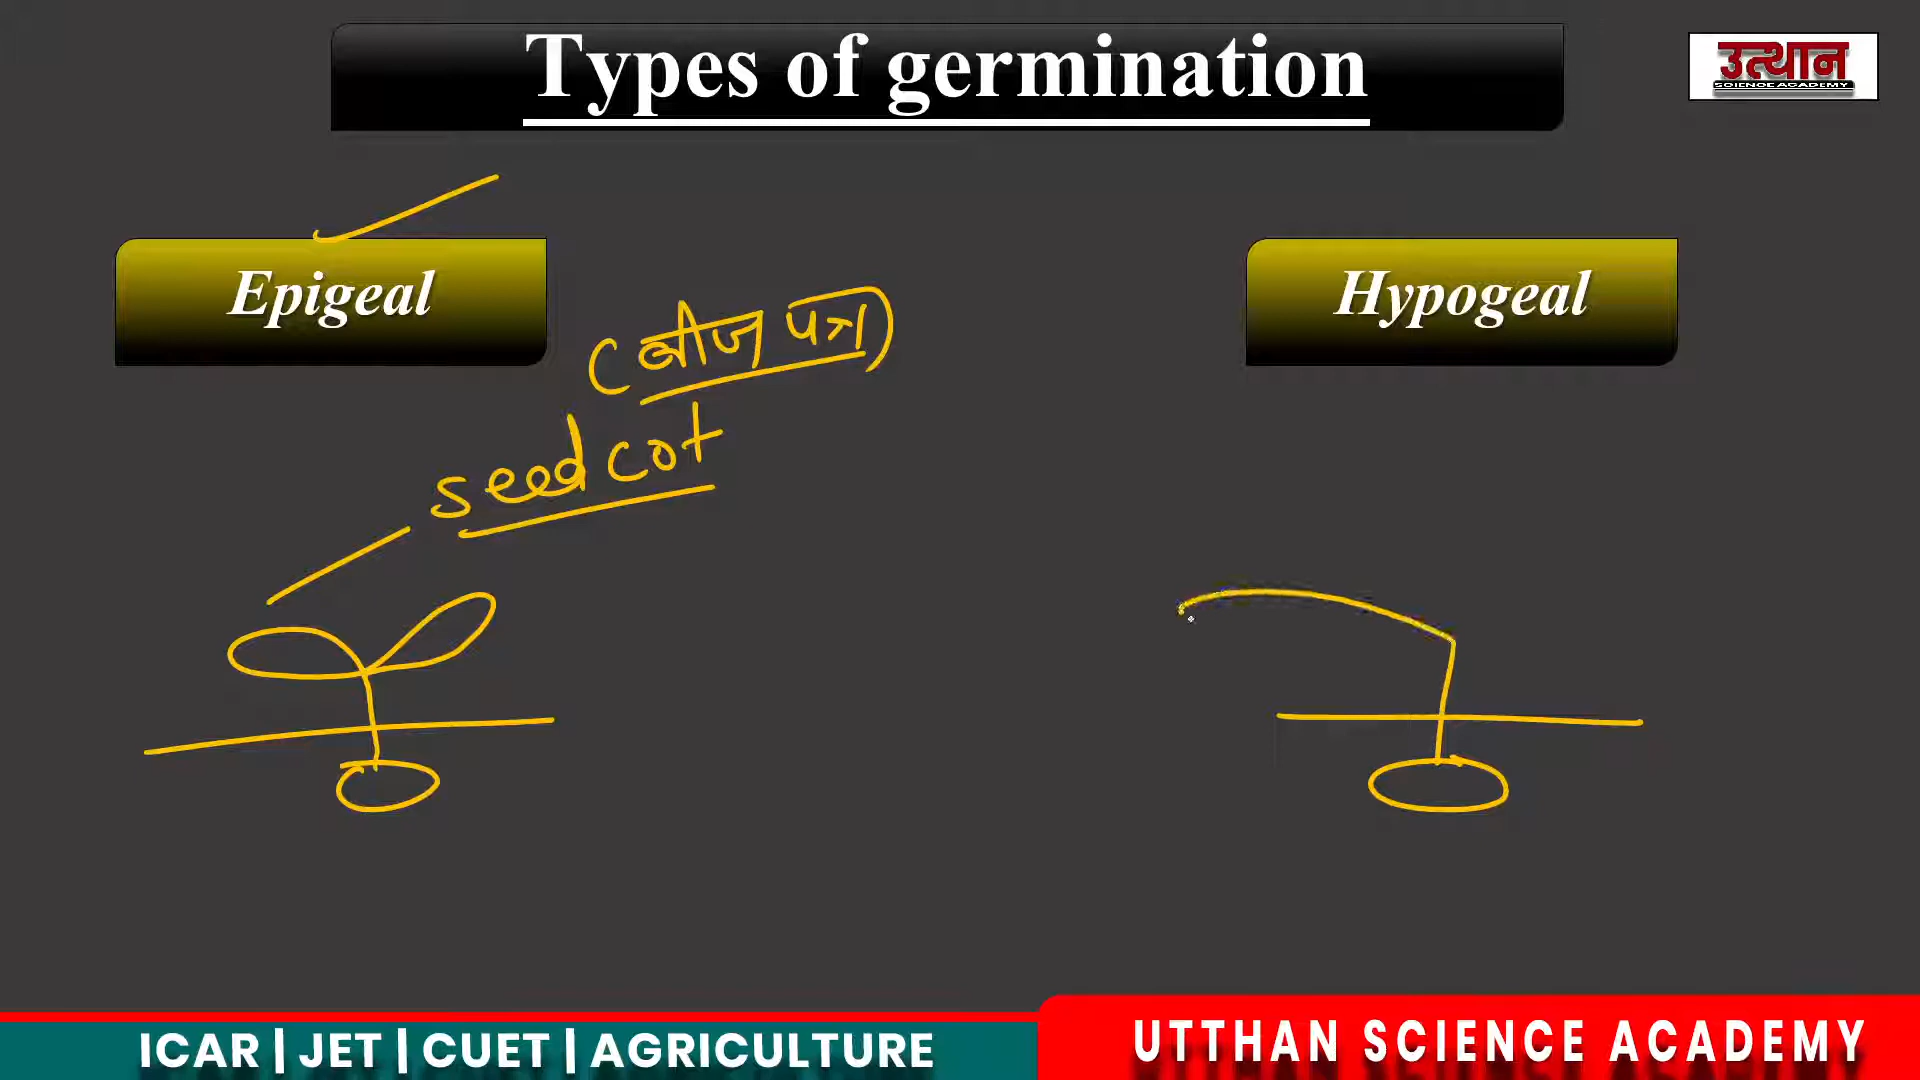 Types of germination
उत्थान
SCIENCE ACADEMY
Epigeal
Hypogeal
(बीज पत्र)
seed cot
ICAR | JET | CUET | AGRICULTURE
UTTHAN SCIENCE ACADEMY